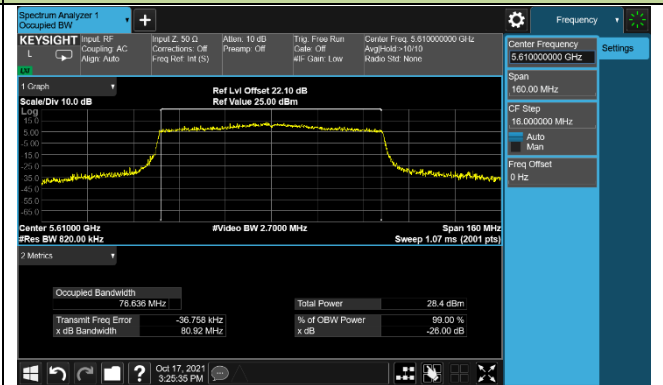 Spectrum Analyzer 1
Occupied BW
+
Frequency
KEYSIGHT
L
LXI
Input: RF
Coupling: AC
Align: Auto
Input Z: 50 Ω
Corrections: Off
Freq Ref: Int (S)
Atten: 10 dB
Preamp: Off
Trig: Free Run
Gate: Off
#IF Gain: Low
Center Freq: 5.610000000 GHz
Avg|Hold:>10/10
Radio Std: None
Center Frequency
5.610000000 GHz
Settings
Span
160.00 MHz
CF Step
16.000000 MHz
Auto
Man
Freq Offset
0 Hz
1 Graph
Scale/Div 10.0 dB
Ref Lvl Offset 22.10 dB
Ref Value 25.00 dBm
Log
15.0
5.00
-5.00
-15.0
-25.0
-35.0
-45.0
-55.0
-65.0
Center 5.61000 GHz
#Video BW 2.7000 MHz
Span 160 MHz
#Res BW 820.00 kHz
Sweep 1.07 ms (2001 pts)
2 Metrics
Occupied Bandwidth
76.636 MHz
Total Power 28.4 dBm
Transmit Freq Error -36.758 kHz
% of OBW Power 99.00 %
x dB Bandwidth 80.92 MHz
x dB -26.00 dB
?
Oct 17, 2021
3:25:35 PM